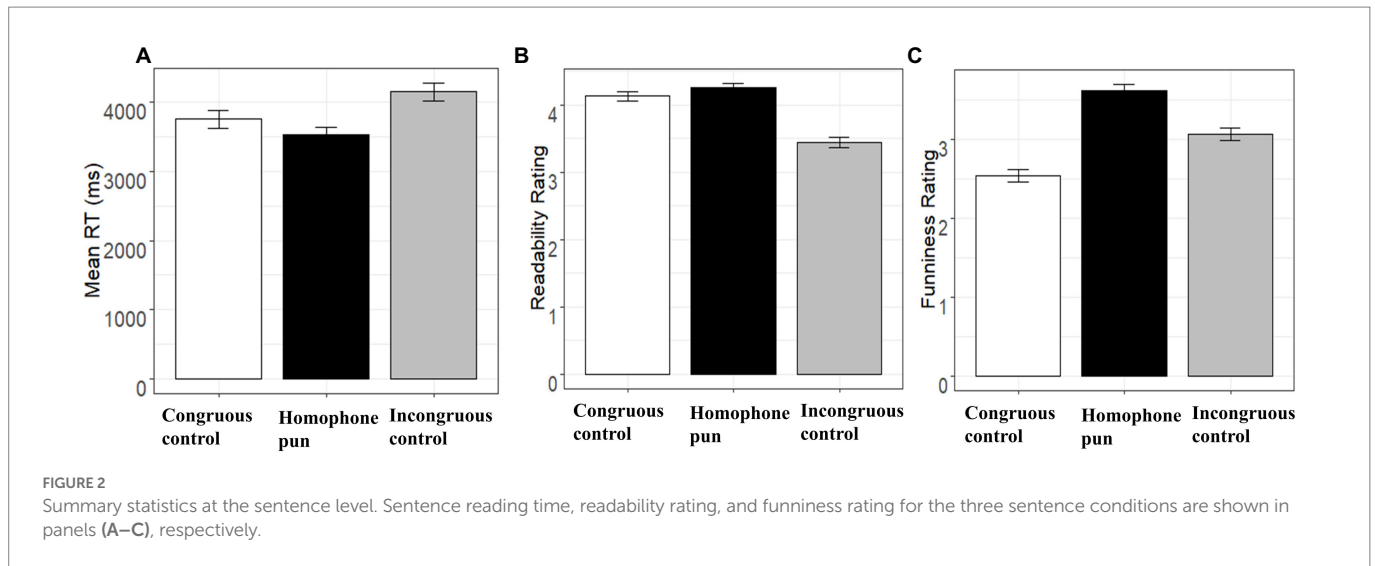 A
B
C
Mean RT (ms)
4000
3000
2000
1000
0
Congruous
control
Homophone
pun
Incongruous
control
Readability Rating
4
3
2
1
0
Congruous
control
Homophone
pun
Incongruous
control
Funniness Rating
3
2
1
0
Congruous
control
Homophone
pun
Incongruous
control
FIGURE 2
Summary statistics at the sentence level. Sentence reading time, readability rating, and funniness rating for the three sentence conditions are shown in
panels (A–C), respectively.